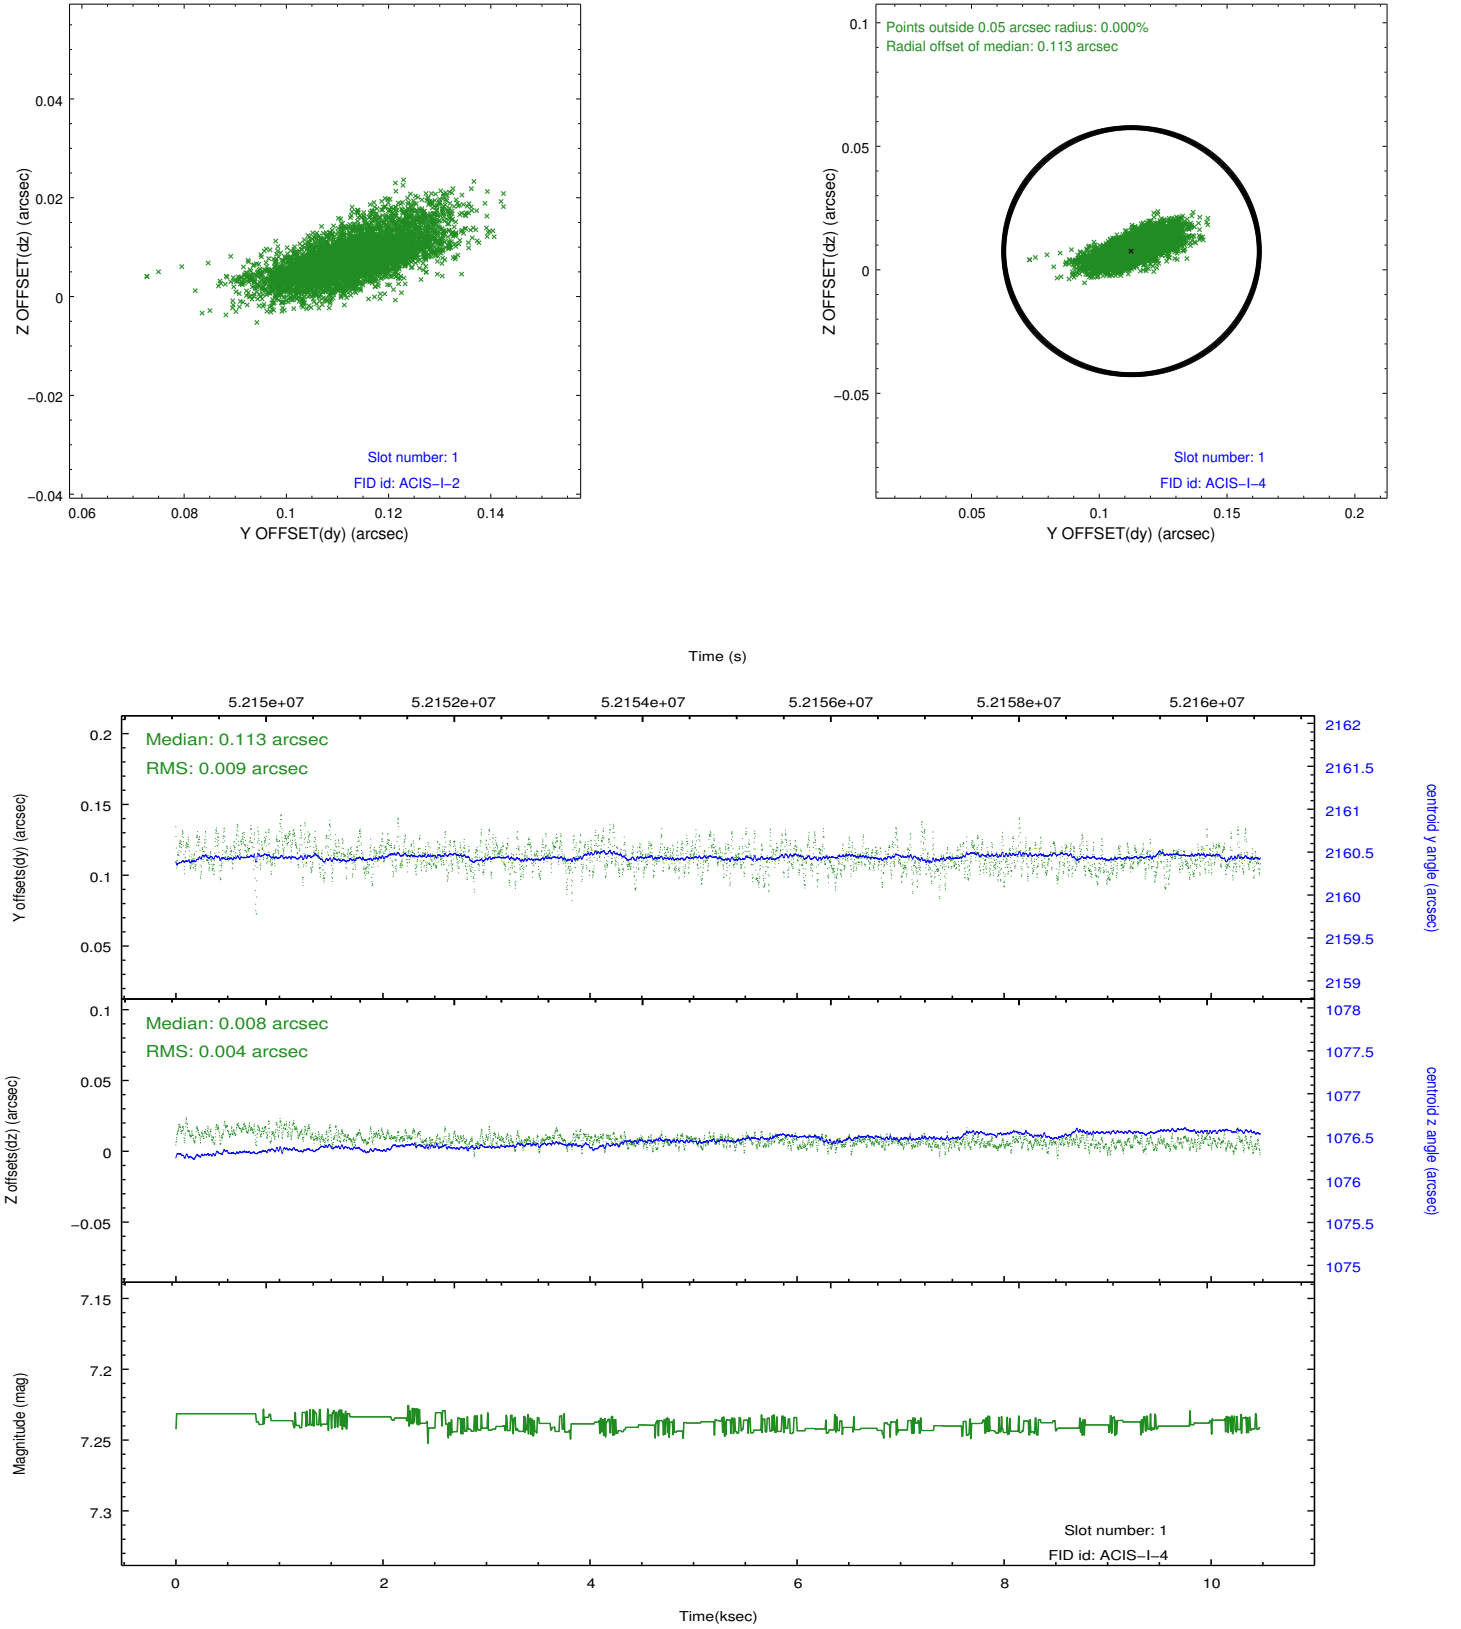 0.04
0.02
0
−0.02
−0.04
Z OFFSET(dz) (arcsec)
Slot number: 1
FID id: ACIS−I−2
0.06
0.08
0.1
0.12
0.14
Y OFFSET(dy) (arcsec)
Points outside 0.05 arcsec radius: 0.000%
Radial offset of median: 0.113 arcsec
0.1
0.05
0
−0.05
Z OFFSET(dz) (arcsec)
Slot number: 1
FID id: ACIS−I−4
0.05
0.1
0.15
0.2
Y OFFSET(dy) (arcsec)
Time (s)
5.215e+07
5.2152e+07
5.2154e+07
5.2156e+07
5.2158e+07
5.216e+07
Median: 0.113 arcsec
RMS: 0.009 arcsec
0.2
0.15
0.1
0.05
Y offsets(dy) (arcsec)
2162
2161.5
2161
2160.5
2160
2159.5
2159
centroid y angle (arcsec)
Median: 0.008 arcsec
RMS: 0.004 arcsec
0.1
0.05
0
−0.05
Z offsets(dz) (arcsec)
1078
1077.5
1077
1076.5
1076
1075.5
1075
centroid z angle (arcsec)
7.15
7.2
7.25
7.3
Magnitude (mag)
Slot number: 1
FID id: ACIS−I−4
0
2
4
6
8
10
Time(ksec)